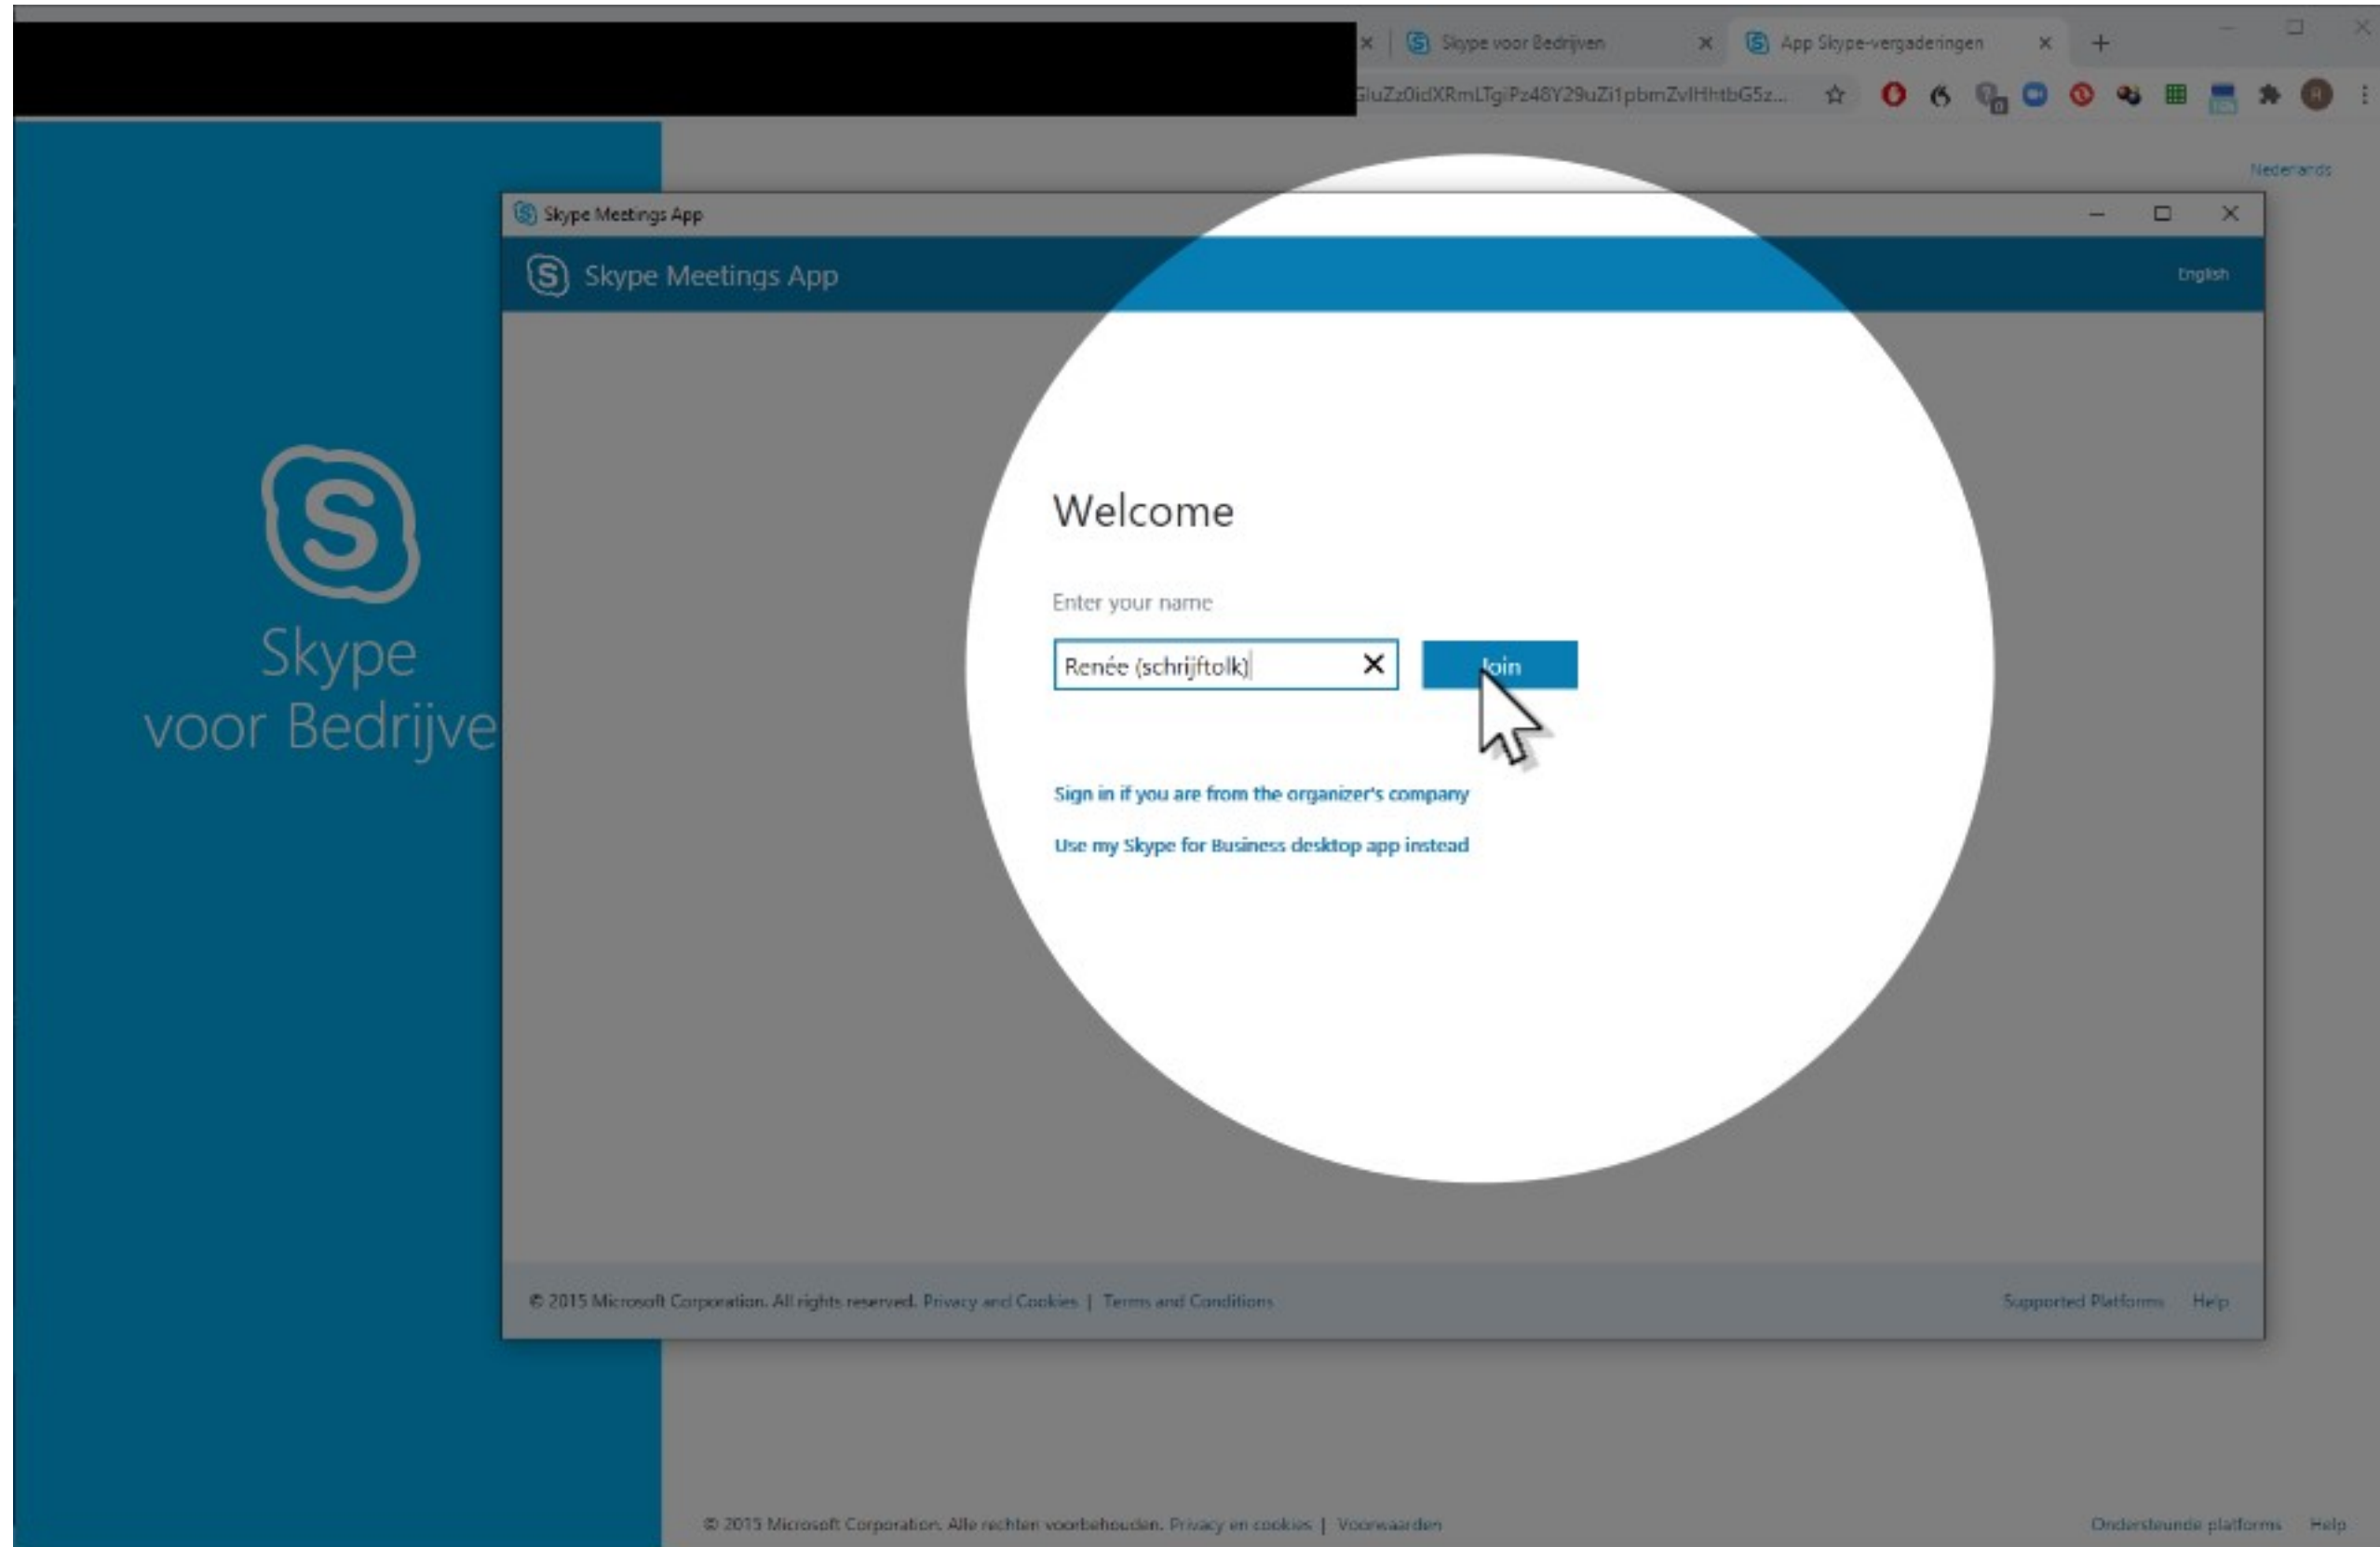 Skype voor Bedrijven
App Skype-vergaderingen
Nederlands
Skype Meetings App
Skype Meetings App
English
Skype
voor Bedrijve
Welcome
Enter your name
Renée (schrijftolk)
Join
Sign in if you are from the organizer's company
Use my Skype for Business desktop app instead
© 2015 Microsoft Corporation. All rights reserved. Privacy and Cookies | Terms and Conditions
Supported Platforms Help
© 2015 Microsoft Corporation. Alle rechten voorbehouden. Privacy en cookies | Voorwaarden
Ondersteunde platforms Help